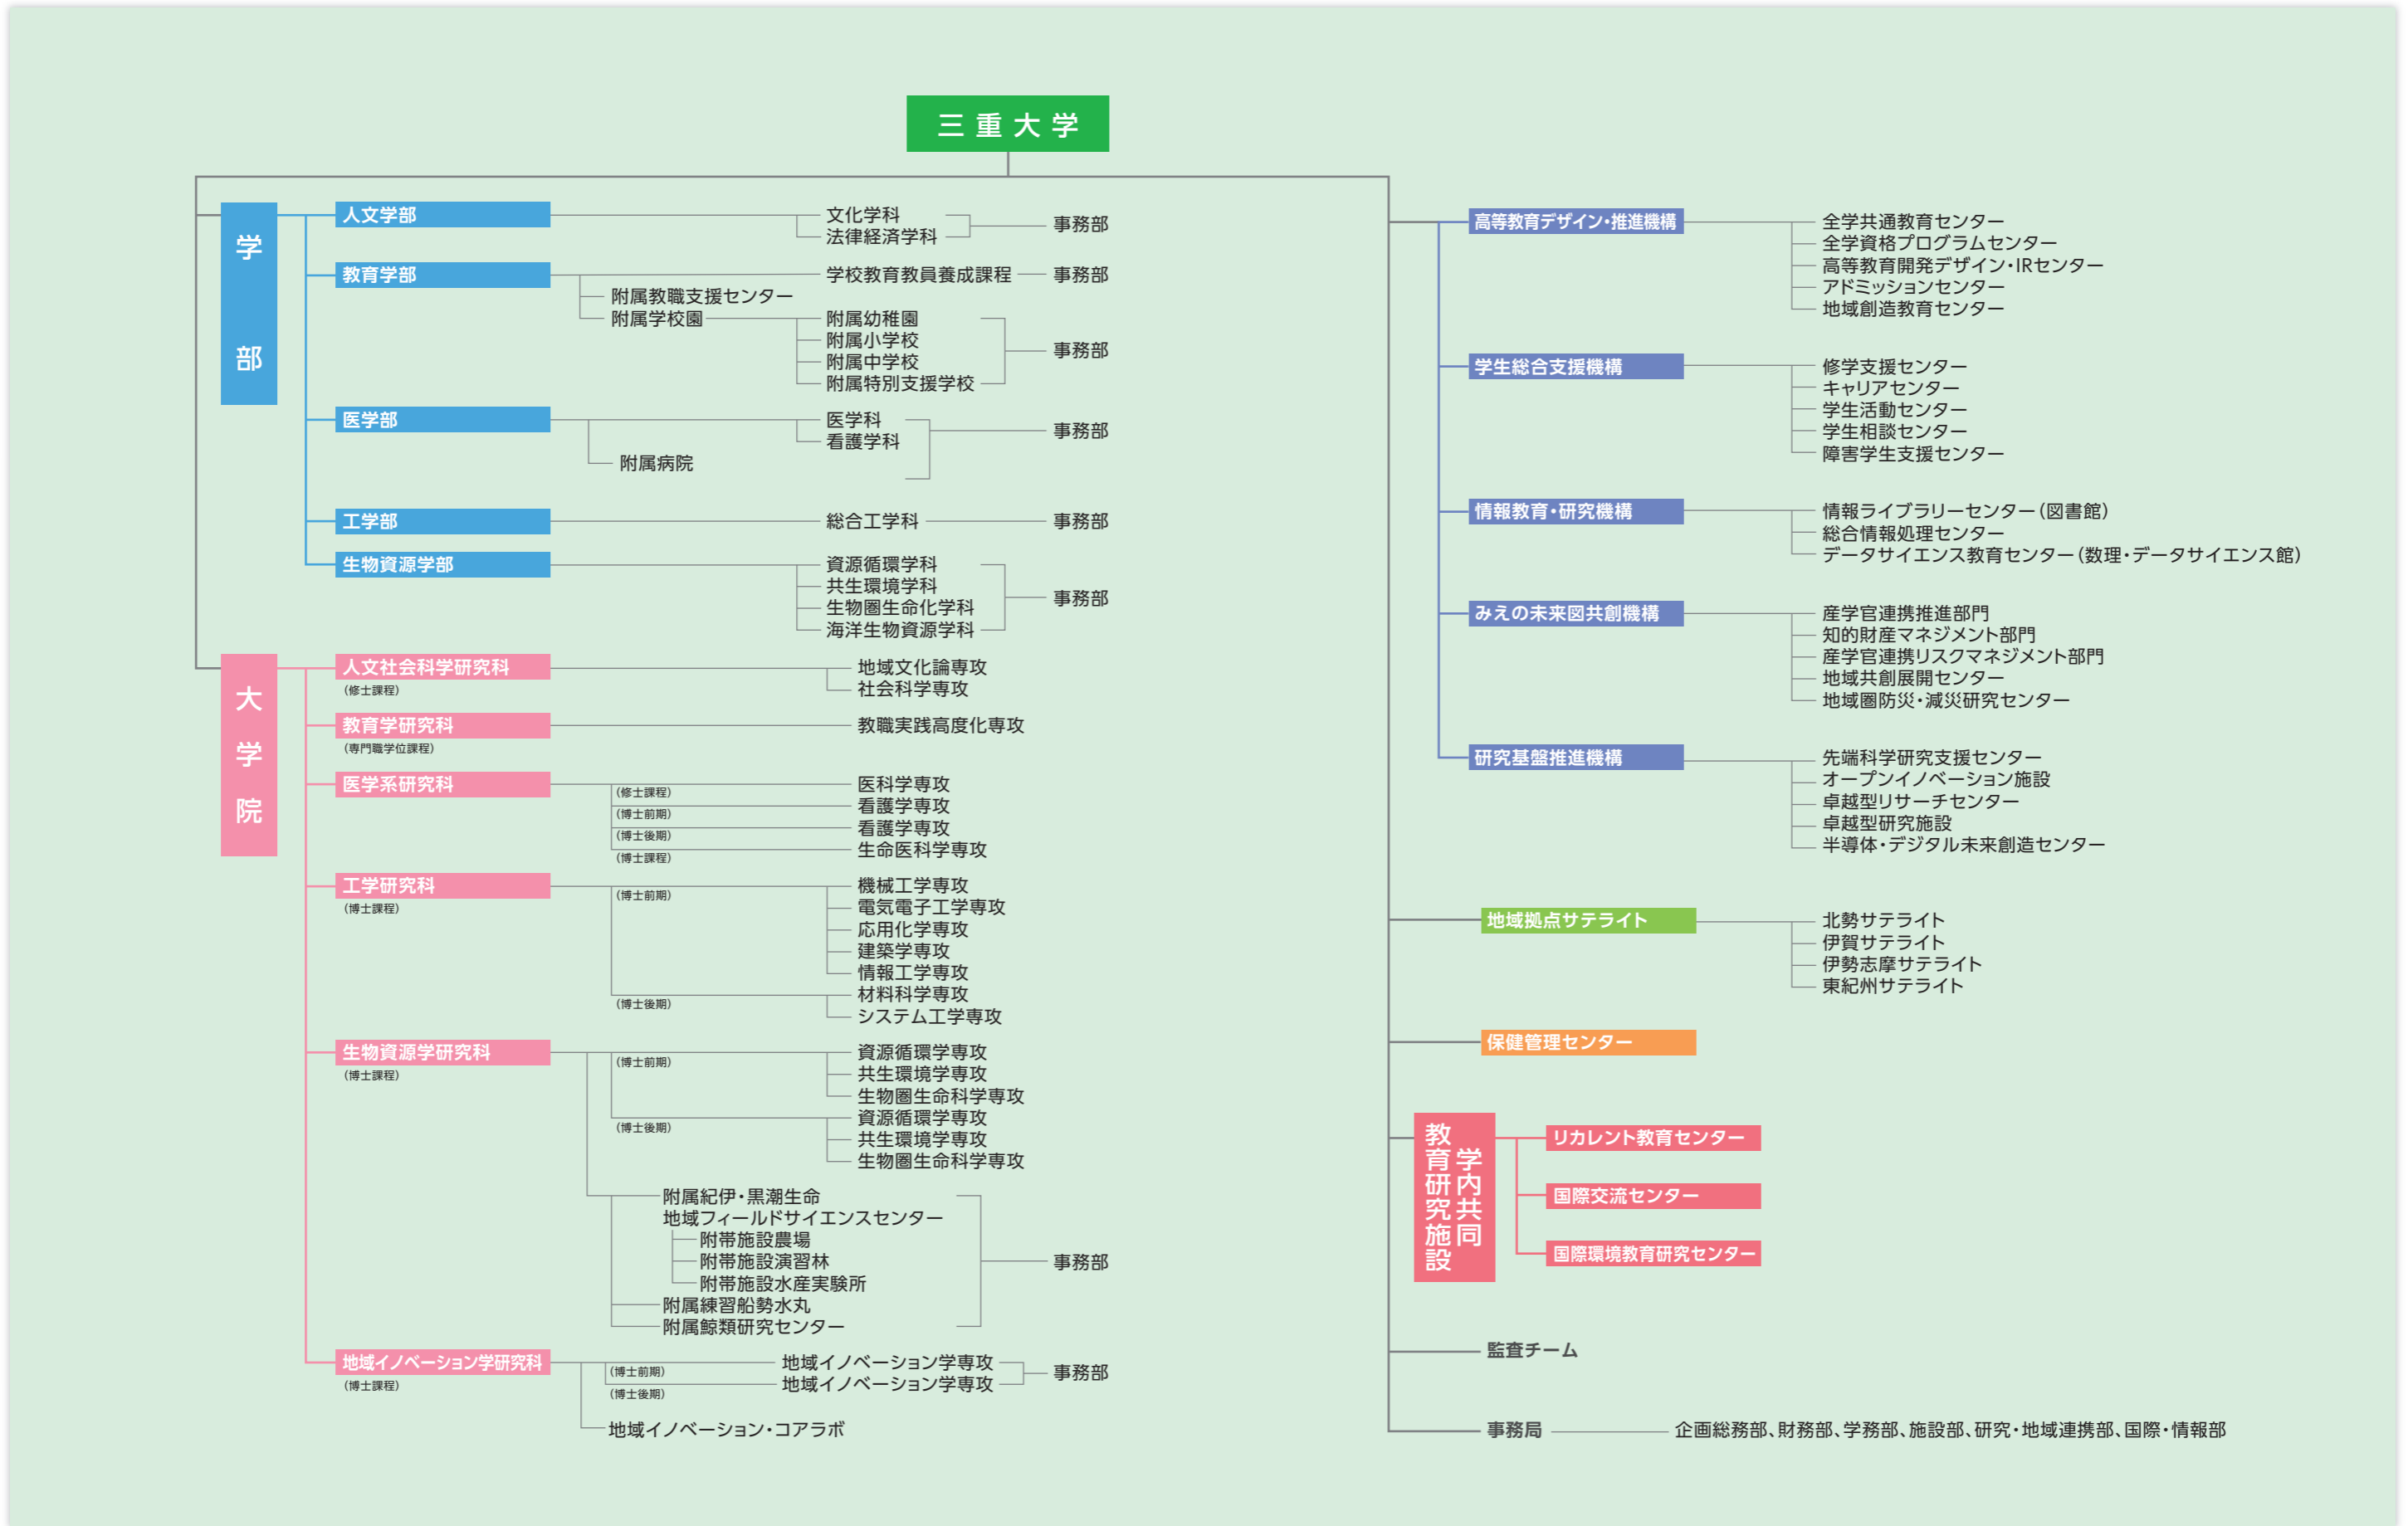 三重大学
学部
人文学部
文化学科
法律経済学科
事務部
教育学部
学校教育教員養成課程
事務部
附属教職支援センター
附属学校園
附属幼稚園
附属小学校
附属中学校
附属特別支援学校
事務部
医学部
医学科
看護学科
附属病院
事務部
工学部
総合工学科
事務部
生物資源学部
資源循環学科
共生環境学科
生物圏生命化学科
海洋生物資源学科
事務部
大学院
人文社会科学研究科
(修士課程)
地域文化論専攻
社会科学専攻
教育学研究科
(専門職学位課程)
教職実践高度化専攻
医学系研究科
(修士課程)
医科学専攻
(博士前期)
看護学専攻
(博士後期)
看護学専攻
(博士課程)
生命医科学専攻
工学研究科
(博士課程)
(博士前期)
機械工学専攻
電気電子工学専攻
応用化学専攻
建築学専攻
情報工学専攻
(博士後期)
材料科学専攻
システム工学専攻
生物資源学研究科
(博士課程)
(博士前期)
資源循環学専攻
共生環境学専攻
生物圏生命科学専攻
(博士後期)
資源循環学専攻
共生環境学専攻
生物圏生命科学専攻
附属紀伊・黒潮生命
地域フィールドサイエンスセンター
附帯施設農場
附帯施設演習林
附帯施設水産実験所
附属練習船勢水丸
附属鯨類研究センター
事務部
地域イノベーション学研究科
(博士課程)
(博士前期)
地域イノベーション学専攻
(博士後期)
地域イノベーション学専攻
事務部
地域イノベーション・コアラボ
高等教育デザイン・推進機構
全学共通教育センター
全学資格プログラムセンター
高等教育開発デザイン・IRセンター
アドミッションセンター
地域創造教育センター
学生総合支援機構
修学支援センター
キャリアセンター
学生活動センター
学生相談センター
障害学生支援センター
情報教育・研究機構
情報ライブラリーセンター(図書館)
総合情報処理センター
データサイエンス教育センター(数理・データサイエンス館)
みえの未来図共創機構
産学官連携推進部門
知的財産マネジメント部門
産学官連携リスクマネジメント部門
地域共創展開センター
地域圏防災・減災研究センター
研究基盤推進機構
先端科学研究支援センター
オープンイノベーション施設
卓越型リサーチセンター
卓越型研究施設
半導体・デジタル未来創造センター
地域拠点サテライト
北勢サテライト
伊賀サテライト
伊勢志摩サテライト
東紀州サテライト
保健管理センター
学内共同
教育研究施設
リカレント教育センター
国際交流センター
国際環境教育研究センター
監査チーム
事務局
企画総務部、財務部、学務部、施設部、研究・地域連携部、国際・情報部